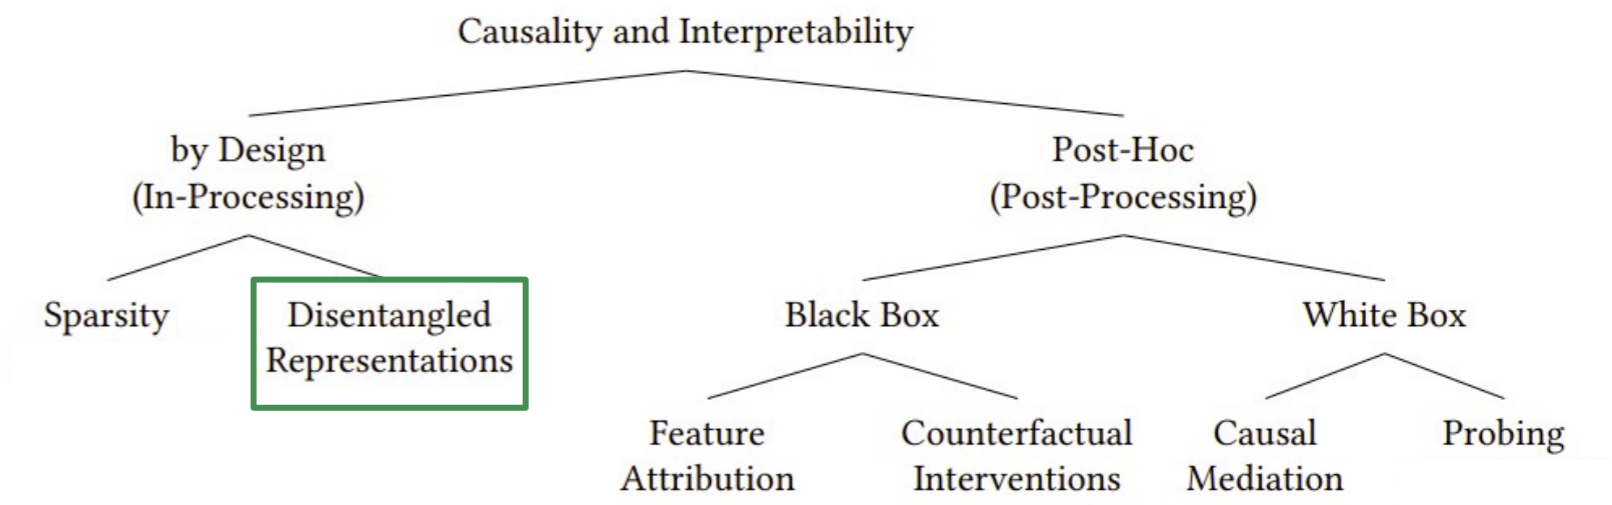 Causality and Interpretability
by Design
(In-Processing)
Post-Hoc
(Post-Processing)
Sparsity
Disentangled
Representations
Black Box
White Box
Feature
Attribution
Counterfactual
Interventions
Causal
Mediation
Probing